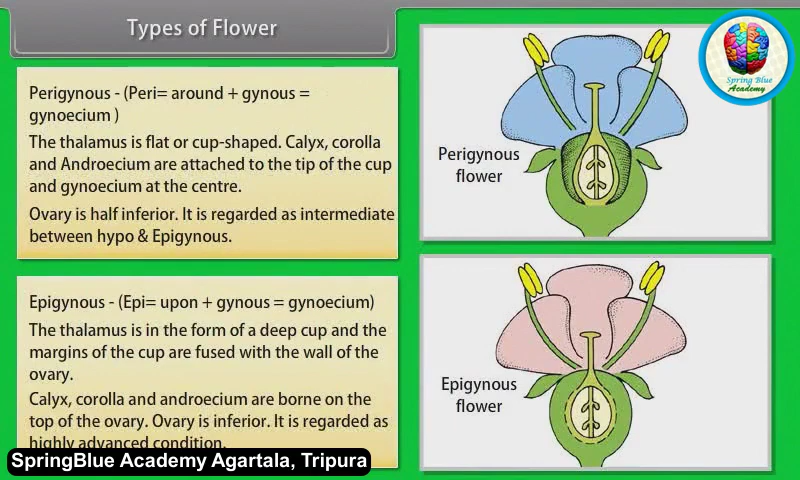 Types of Flower
Spring Blue
Academy
Perigynous - (Peri= around + gynous =
gynoecium )
The thalamus is flat or cup-shaped. Calyx, corolla
and Androecium are attached to the tip of the cup
and gynoecium at the centre.
Ovary is half inferior. It is regarded as intermediate
between hypo & Epigynous.
Perigynous
flower
Epigynous - (Epi= upon + gynous = gynoecium)
The thalamus is in the form of a deep cup and the
margins of the cup are fused with the wall of the
ovary.
Calyx, corolla and androecium are borne on the
top of the ovary. Ovary is inferior. It is regarded as
highly advanced condition.
Epigynous
flower
SpringBlue Academy Agartala, Tripura